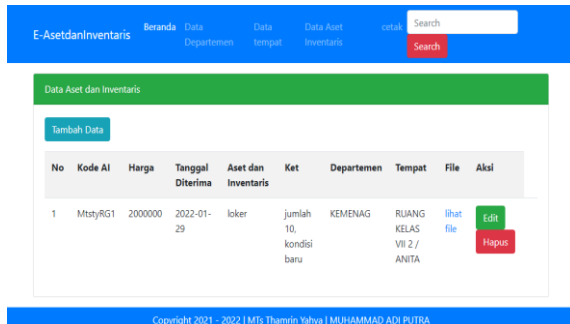 E-AsetdanInventaris Beranda Data Departemen Data tempat Data Aset Inventaris cetak Search
Search
Data Aset dan Inventaris
Tambah Data
No Kode AI Harga Tanggal Diterima Aset dan Inventaris Ket Departemen Tempat File Aksi
1 MtstyRG1 2000000 2022-01-29 loker jumlah 10, kondisi baru KEMENAG RUANG KELAS VII 2 / ANITA lihat file Edit
Hapus
Copyright 2021 - 2022 | MTs Thamrin Yahya | MUHAMMAD ADI PUTRA